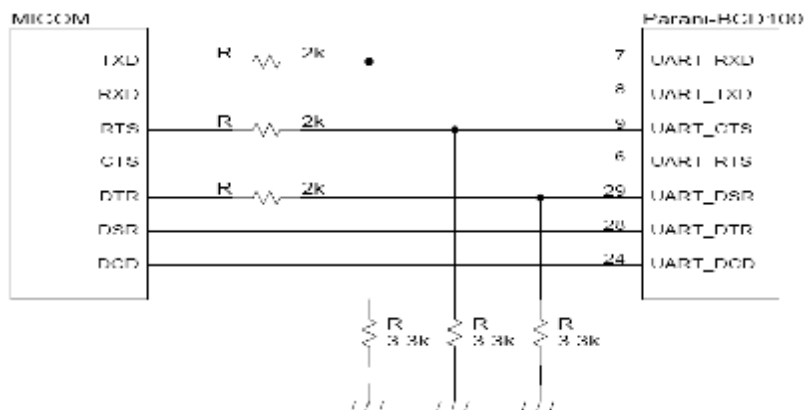 MICOM Parani-BCD100
TXD R 2k 7 UART_RXD
RXD 8 UART_TXD
RTS R 2k 9 UART_CTS
CTS 6 UART_RTS
DTR R 2k 29 UART_DSR
DSR 28 UART_DTR
DCD 24 UART_DCD
R R R
3.3k 3.3k 3.3k